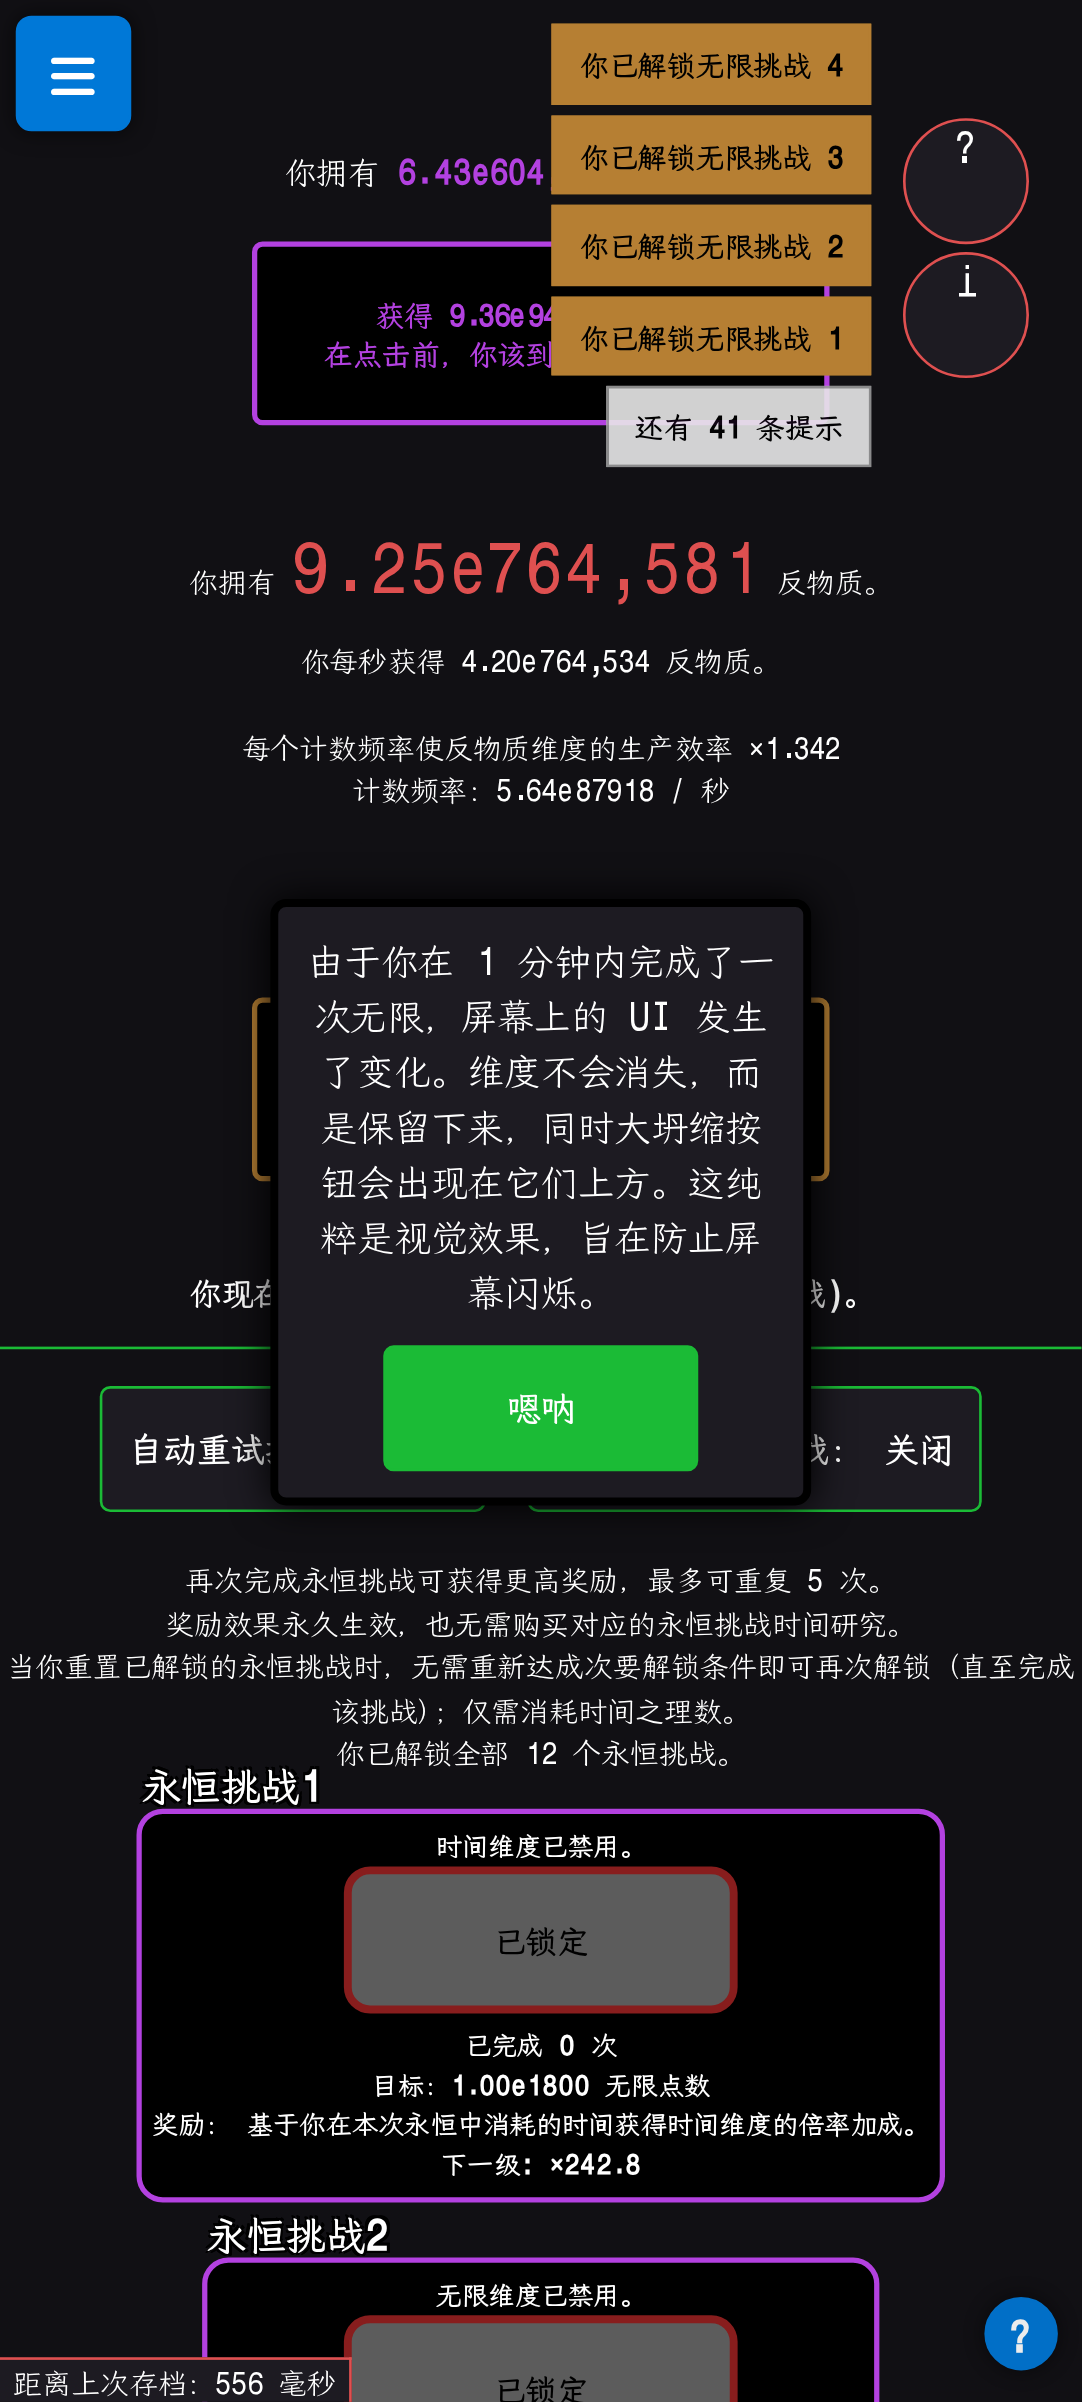 你已解锁无限挑战 4
你已解锁无限挑战 3
你拥有 6.43e604
?
你已解锁无限挑战 2
i
获得 9.36e94
你已解锁无限挑战 1
在点击前，你该到
还有 41 条提示
你拥有 9.25e764,581 反物质。
你每秒获得 4.20e764,534 反物质。
每个计数频率使反物质维度的生产效率 ×1.342
计数频率：5.64e87918 / 秒
由于你在 1 分钟内完成了一
次无限，屏幕上的 UI 发生
了变化。维度不会消失，而
是保留下来，同时大坍缩按
钮会出现在它们上方。这纯
粹是视觉效果，旨在防止屏
幕闪烁。
嗯呐
你现在
)。
自动重试
： 关闭
再次完成永恒挑战可获得更高奖励，最多可重复 5 次。
奖励效果永久生效，也无需购买对应的永恒挑战时间研究。
当你重置已解锁的永恒挑战时，无需重新达成次要解锁条件即可再次解锁（直至完成
该挑战）；仅需消耗时间之理数。
你已解锁全部 12 个永恒挑战。
永恒挑战1
时间维度已禁用。
已锁定
已完成 0 次
目标：1.00e1800 无限点数
奖励： 基于你在本次永恒中消耗的时间获得时间维度的倍率加成。
下一级：×242.8
永恒挑战2
无限维度已禁用。
已锁定
?
距离上次存档：556 毫秒